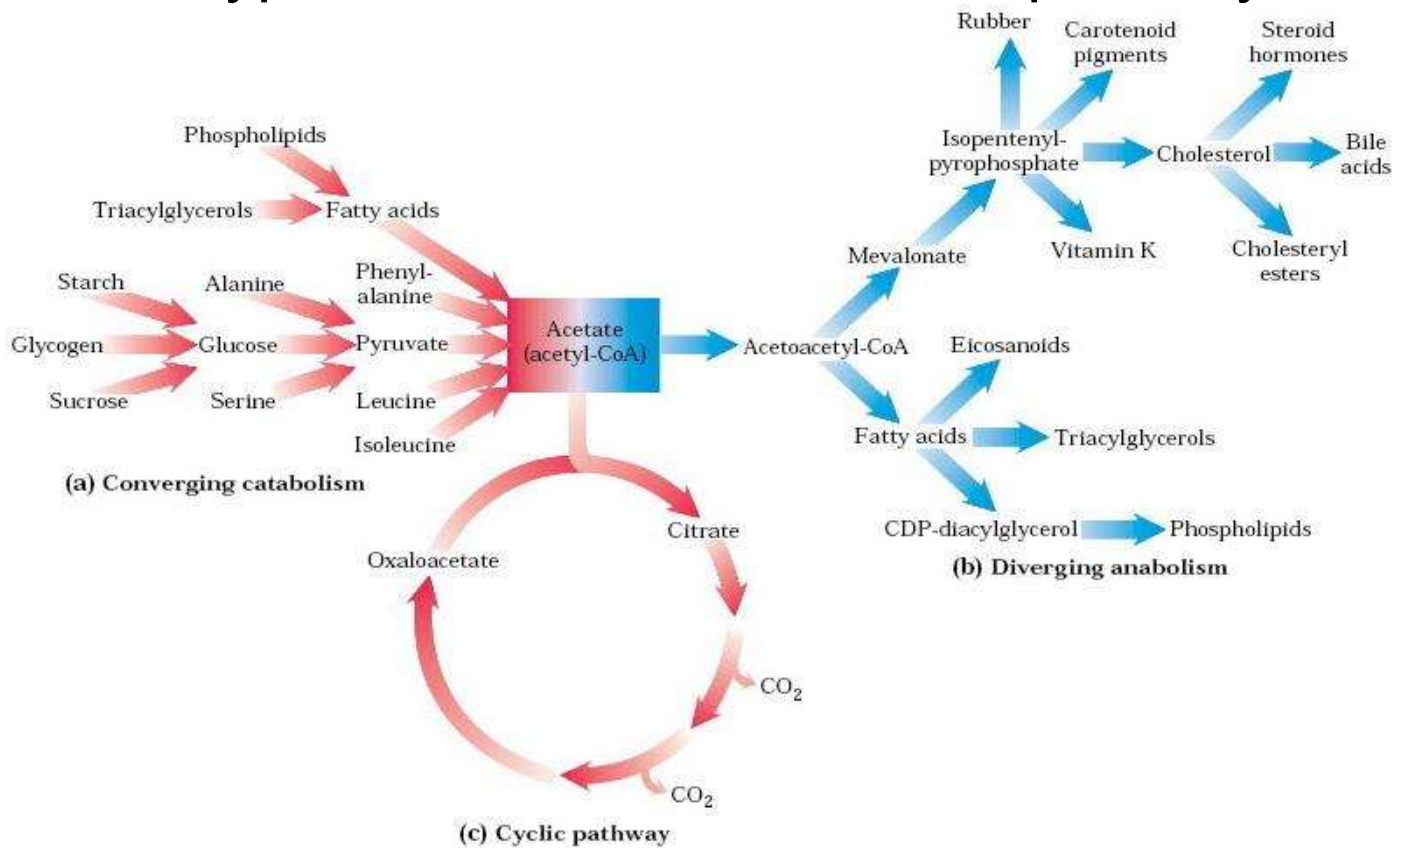 Rubber
Carotenoid
pigments
Steroid
hormones
Phospholipids
Isopentenyl-
pyrophosphate
Cholesterol
Bile
acids
Triacylglycerols
Fatty acids
Mevalonate
Vitamin K
Cholesteryl
esters
Starch
Alanine
Phenyl-
alanine
Glycogen
Glucose
Pyruvate
Acetate
(acetyl-CoA)
Acetoacetyl-CoA
Eicosanoids
Sucrose
Serine
Leucine
Isoleucine
Fatty acids
Triacylglycerols
(a) Converging catabolism
CDP-diacylglycerol
Phospholipids
(b) Diverging anabolism
Citrate
Oxaloacetate
CO2
CO2
(c) Cyclic pathway